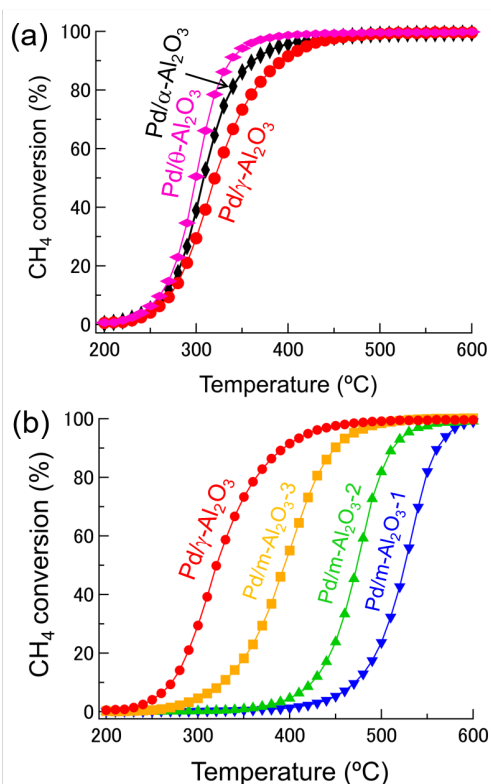 (a)
100
80
60
40
20
0
CH₄ conversion (%)
Pd/θ-Al₂O₃
Pd/α-Al₂O₃
Pd/γ-Al₂O₃
200 300 400 500 600
Temperature (ºC)
(b)
100
80
60
40
20
0
CH₄ conversion (%)
Pd/γ-Al₂O₃
Pd/m-Al₂O₃-3
Pd/m-Al₂O₃-2
Pd/m-Al₂O₃-1
200 300 400 500 600
Temperature (ºC)